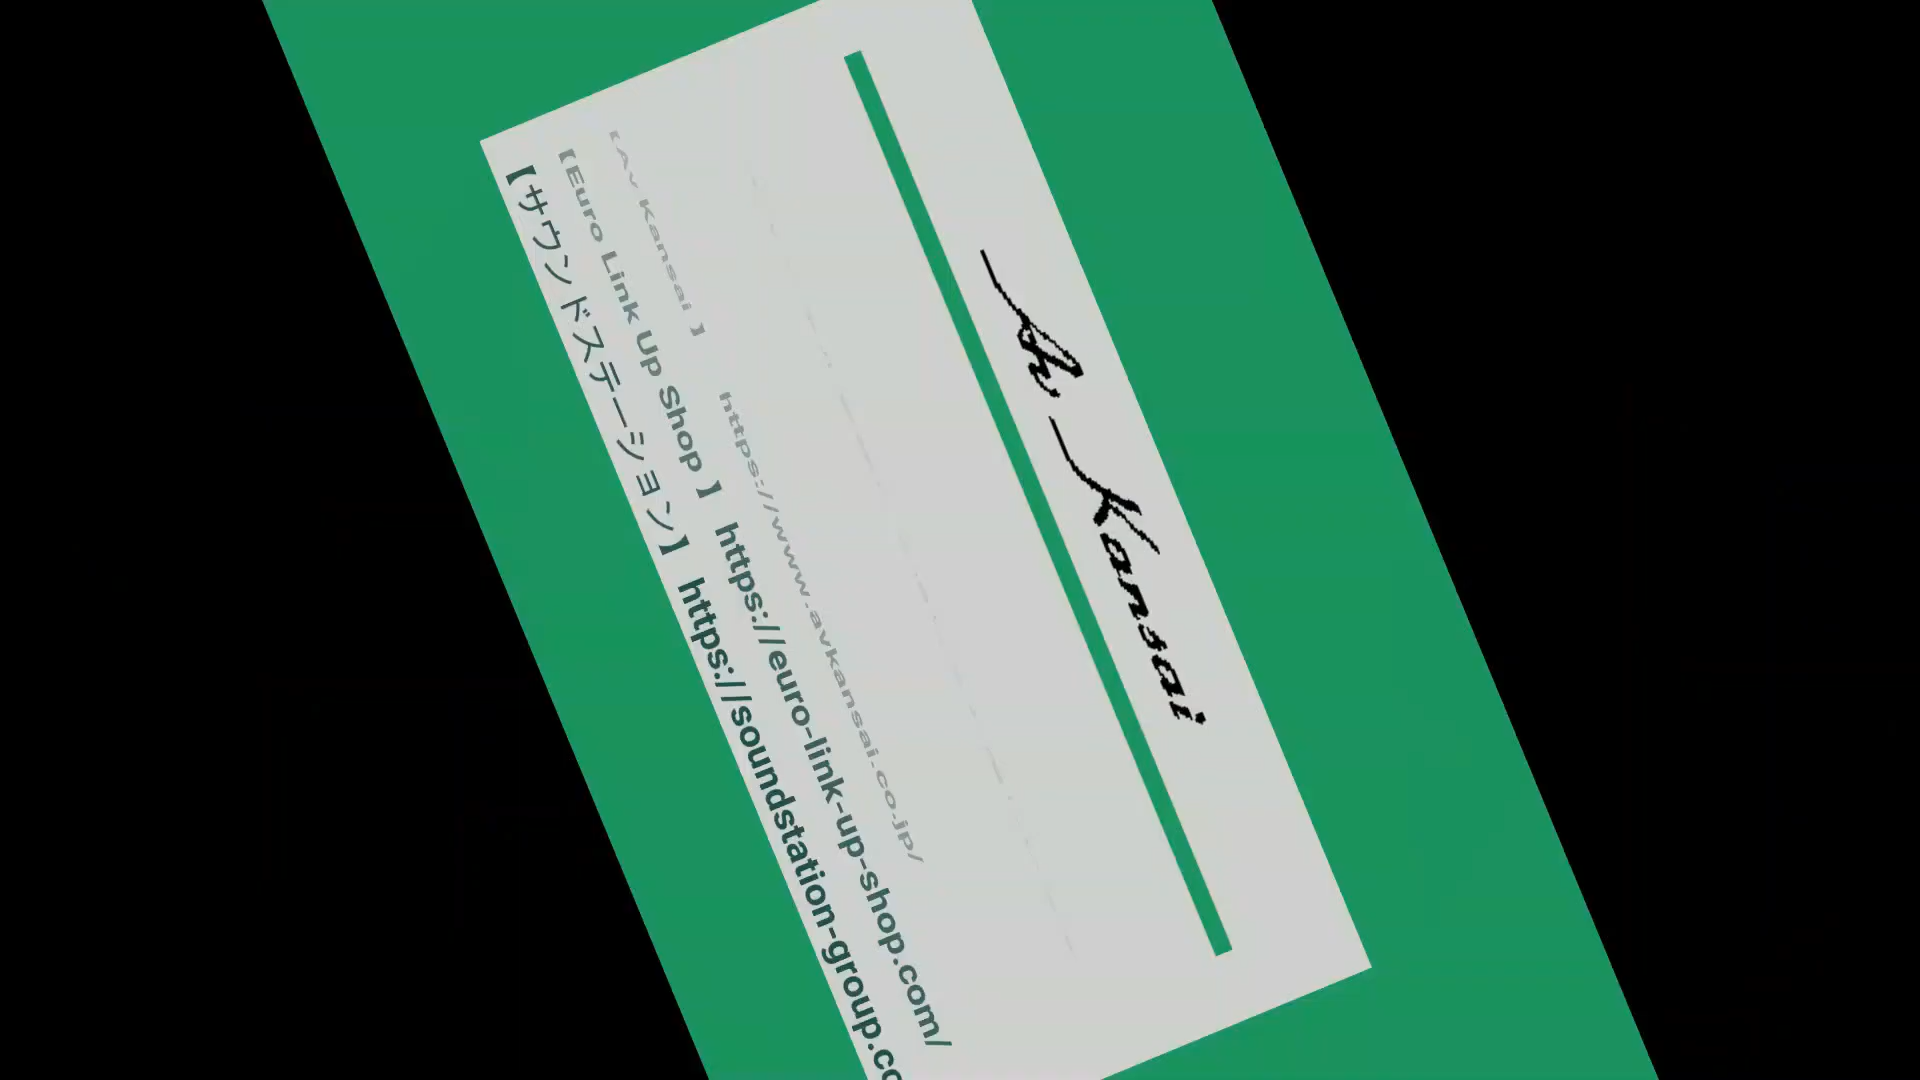 Av Kansai
【Av Kansai 】 https://www.avkansai.co.jp/
【Euro Link Up Shop 】 https://euro-link-up-shop.com/
【サウンドステーション】 https://soundstation-group.co